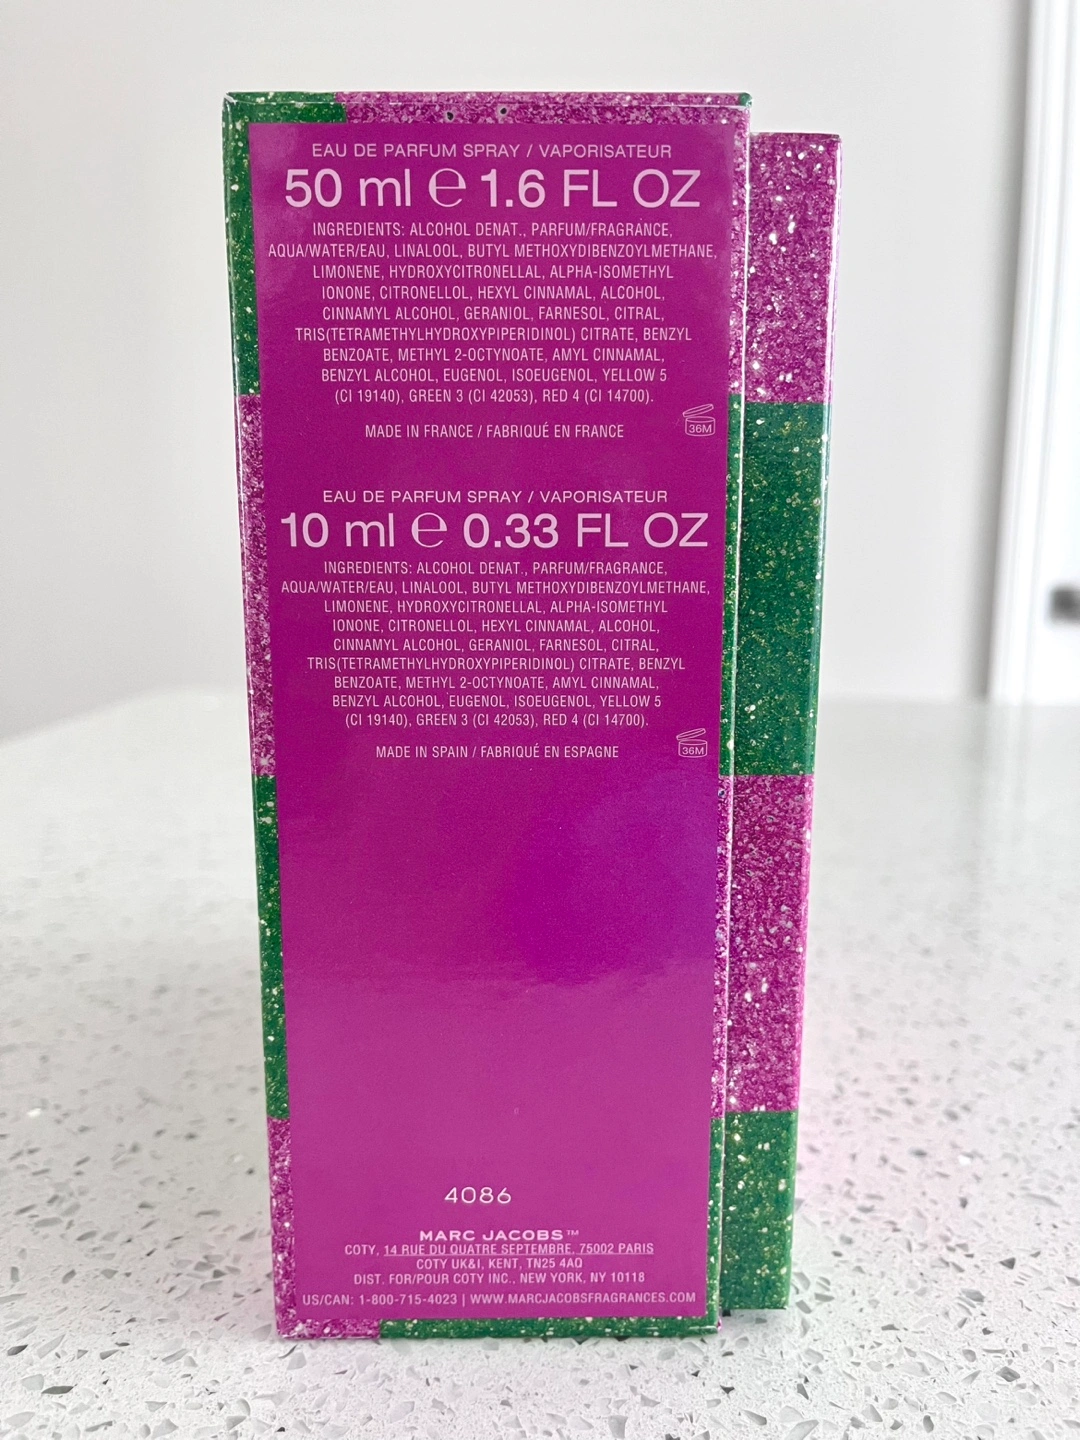 EAU DE PARFUM SPRAY / VAPORISATEUR
50 ml ℮ 1.6 FL OZ
INGREDIENTS: ALCOHOL DENAT., PARFUM/FRAGRANCE,
AQUA/WATER/EAU, LINALOOL, BUTYL METHOXYDIBENZOYLMETHANE,
LIMONENE, HYDROXYCITRONELLAL, ALPHA-ISOMETHYL
IONONE, CITRONELLOL, HEXYL CINNAMAL, ALCOHOL,
CINNAMYL ALCOHOL, GERANIOL, FARNESOL, CITRAL,
TRIS(TETRAMETHYLHYDROXYPIPERIDINOL) CITRATE, BENZYL
BENZOATE, METHYL 2-OCTYNOATE, AMYL CINNAMAL,
BENZYL ALCOHOL, EUGENOL, ISOEUGENOL, YELLOW 5
(CI 19140), GREEN 3 (CI 42053), RED 4 (CI 14700).
MADE IN FRANCE / FABRIQUÉ EN FRANCE
36M
EAU DE PARFUM SPRAY / VAPORISATEUR
10 ml ℮ 0.33 FL OZ
INGREDIENTS: ALCOHOL DENAT., PARFUM/FRAGRANCE,
AQUA/WATER/EAU, LINALOOL, BUTYL METHOXYDIBENZOYLMETHANE,
LIMONENE, HYDROXYCITRONELLAL, ALPHA-ISOMETHYL
IONONE, CITRONELLOL, HEXYL CINNAMAL, ALCOHOL,
CINNAMYL ALCOHOL, GERANIOL, FARNESOL, CITRAL,
TRIS(TETRAMETHYLHYDROXYPIPERIDINOL) CITRATE, BENZYL
BENZOATE, METHYL 2-OCTYNOATE, AMYL CINNAMAL,
BENZYL ALCOHOL, EUGENOL, ISOEUGENOL, YELLOW 5
(CI 19140), GREEN 3 (CI 42053), RED 4 (CI 14700).
MADE IN SPAIN / FABRIQUÉ EN ESPAGNE
36M
4086
MARC JACOBS™
COTY, 14 RUE DU QUATRE SEPTEMBRE, 75002 PARIS
COTY UK&I, KENT, TN25 4AQ
DIST. FOR/POUR COTY INC., NEW YORK, NY 10118
US/CAN: 1-800-715-4023 | WWW.MARCJACOBSFRAGRANCES.COM